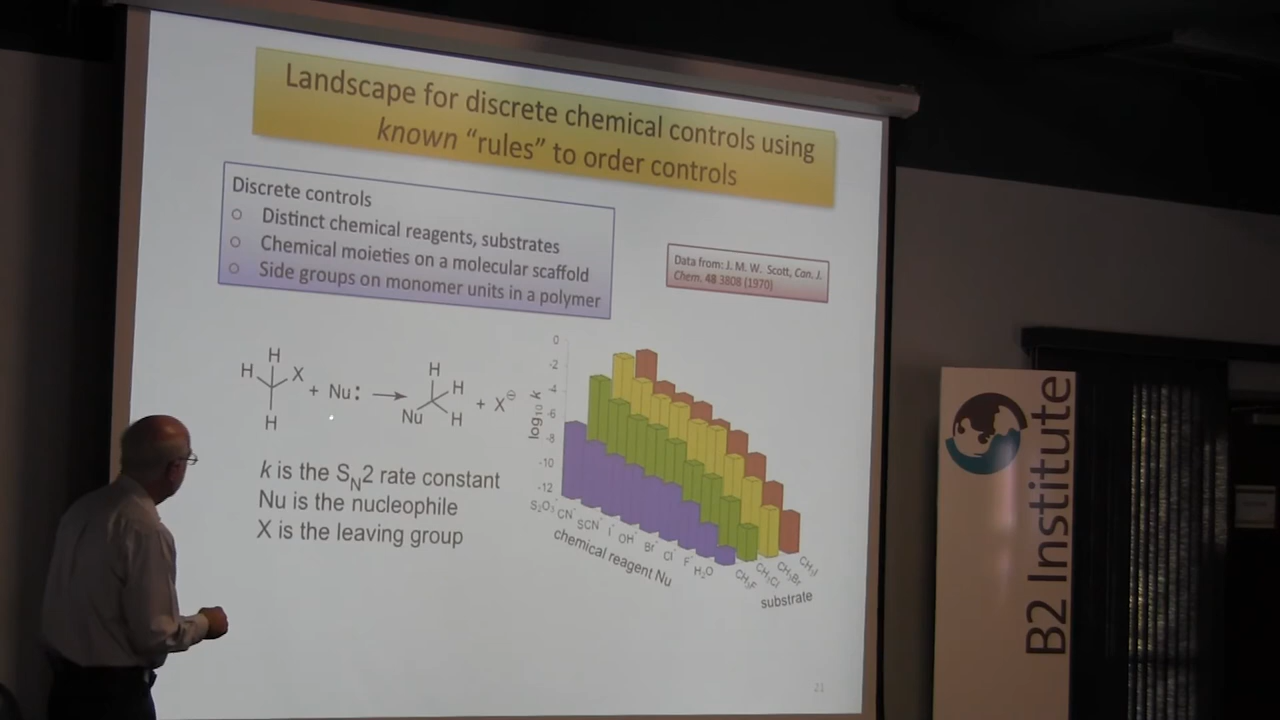 Landscape for discrete chemical controls using
known “rules” to order controls
Discrete controls
○ Distinct chemical reagents, substrates
○ Chemical moieties on a molecular scaffold
○ Side groups on monomer units in a polymer
Data from: J. M. W. Scott, Can. J.
Chem. 48 3808 (1970)
H
H X
H
+ Nu:
H
H
Nu H
+ X⊖
k is the SN2 rate constant
Nu is the nucleophile
X is the leaving group
log10 k
0
-2
-4
-6
-8
-10
-12
S2O3- CN- SCN- I- OH- Br- Cl- F- H2O
chemical reagent Nu
CH3F CH3Cl CH3Br CH3I
substrate
21
B2 Institute